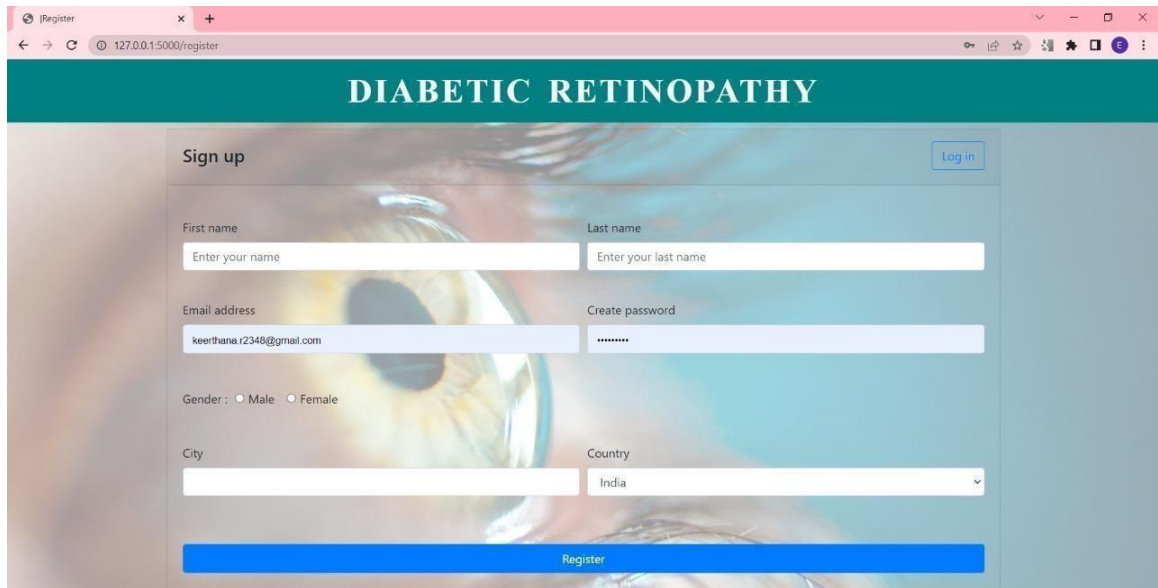 |Register
127.0.0.1:5000/register
E
DIABETIC RETINOPATHY
Sign up
Log in
First name Last name
Enter your name Enter your last name
Email address Create password
keerthana.r2348@gmail.com •••••••••
Gender : Male Female
City Country
India
Register